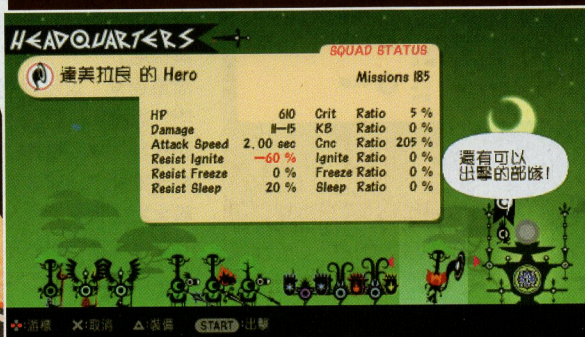 HEADQUARTERS
SQUAD STATUS
達美拉良 的 Hero Missions 185
HP 610 Crit Ratio 5 %
Damage 11—15 KB Ratio 0 %
Attack Speed 2.00 sec Cnc Ratio 205 %
Resist Ignite —60 % Ignite Ratio 0 %
Resist Freeze 0 % Freeze Ratio 0 %
Resist Sleep 20 % Sleep Ratio 0 %
還有可以
出擊的部隊!
:游標 ×:取消 △:裝備 START:出擊